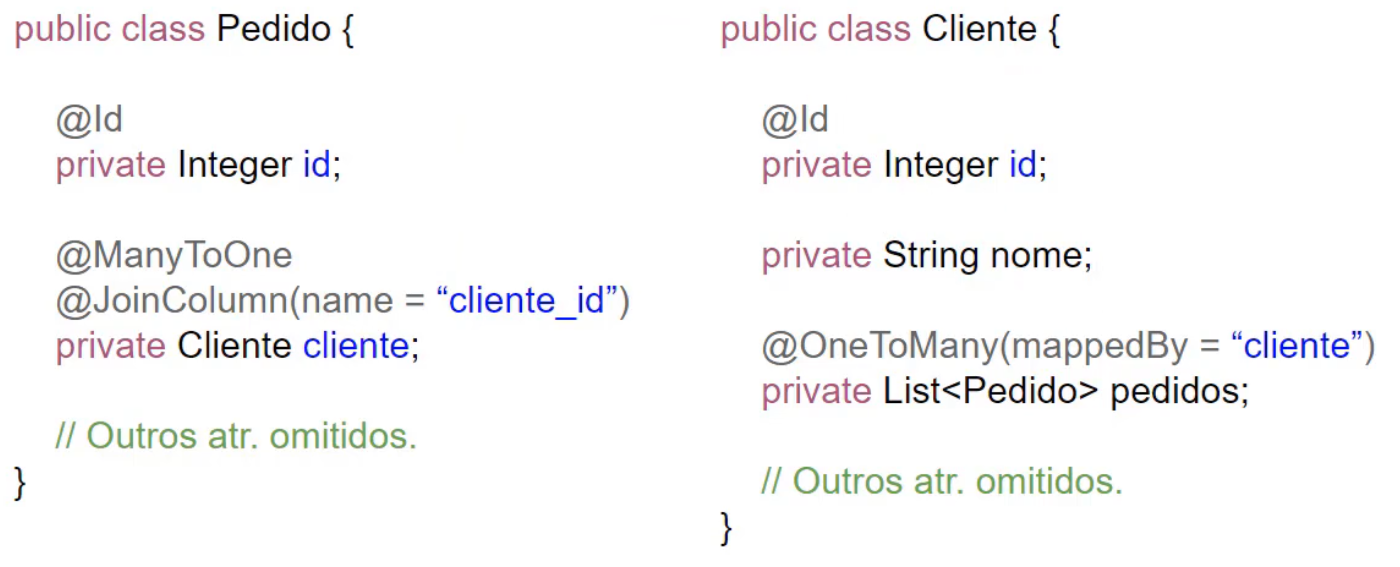 public class Pedido {
@Id
private Integer id;
@ManyToOne
@JoinColumn(name = “cliente_id”)
private Cliente cliente;
// Outros atr. omitidos.
}
public class Cliente {
@Id
private Integer id;
private String nome;
@OneToMany(mappedBy = “cliente”)
private List<Pedido> pedidos;
// Outros atr. omitidos.
}